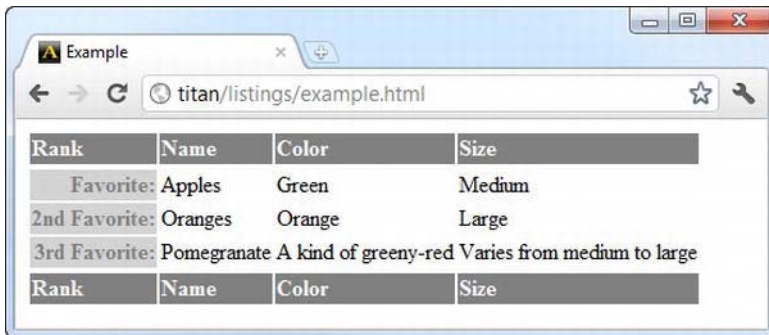 Example
titan/listings/example.html
Rank Name Color Size
Favorite: Apples Green Medium
2nd Favorite: Oranges Orange Large
3rd Favorite: Pomegranate A kind of greeny-red Varies from medium to large
Rank Name Color Size